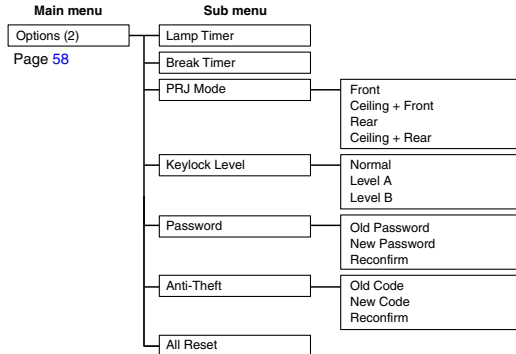 Main menu
Sub menu
Options (2)
Page 58
Lamp Timer
Break Timer
PRJ Mode
Front
Ceiling + Front
Rear
Ceiling + Rear
Keylock Level
Normal
Level A
Level B
Password
Old Password
New Password
Reconfirm
Anti-Theft
Old Code
New Code
Reconfirm
All Reset